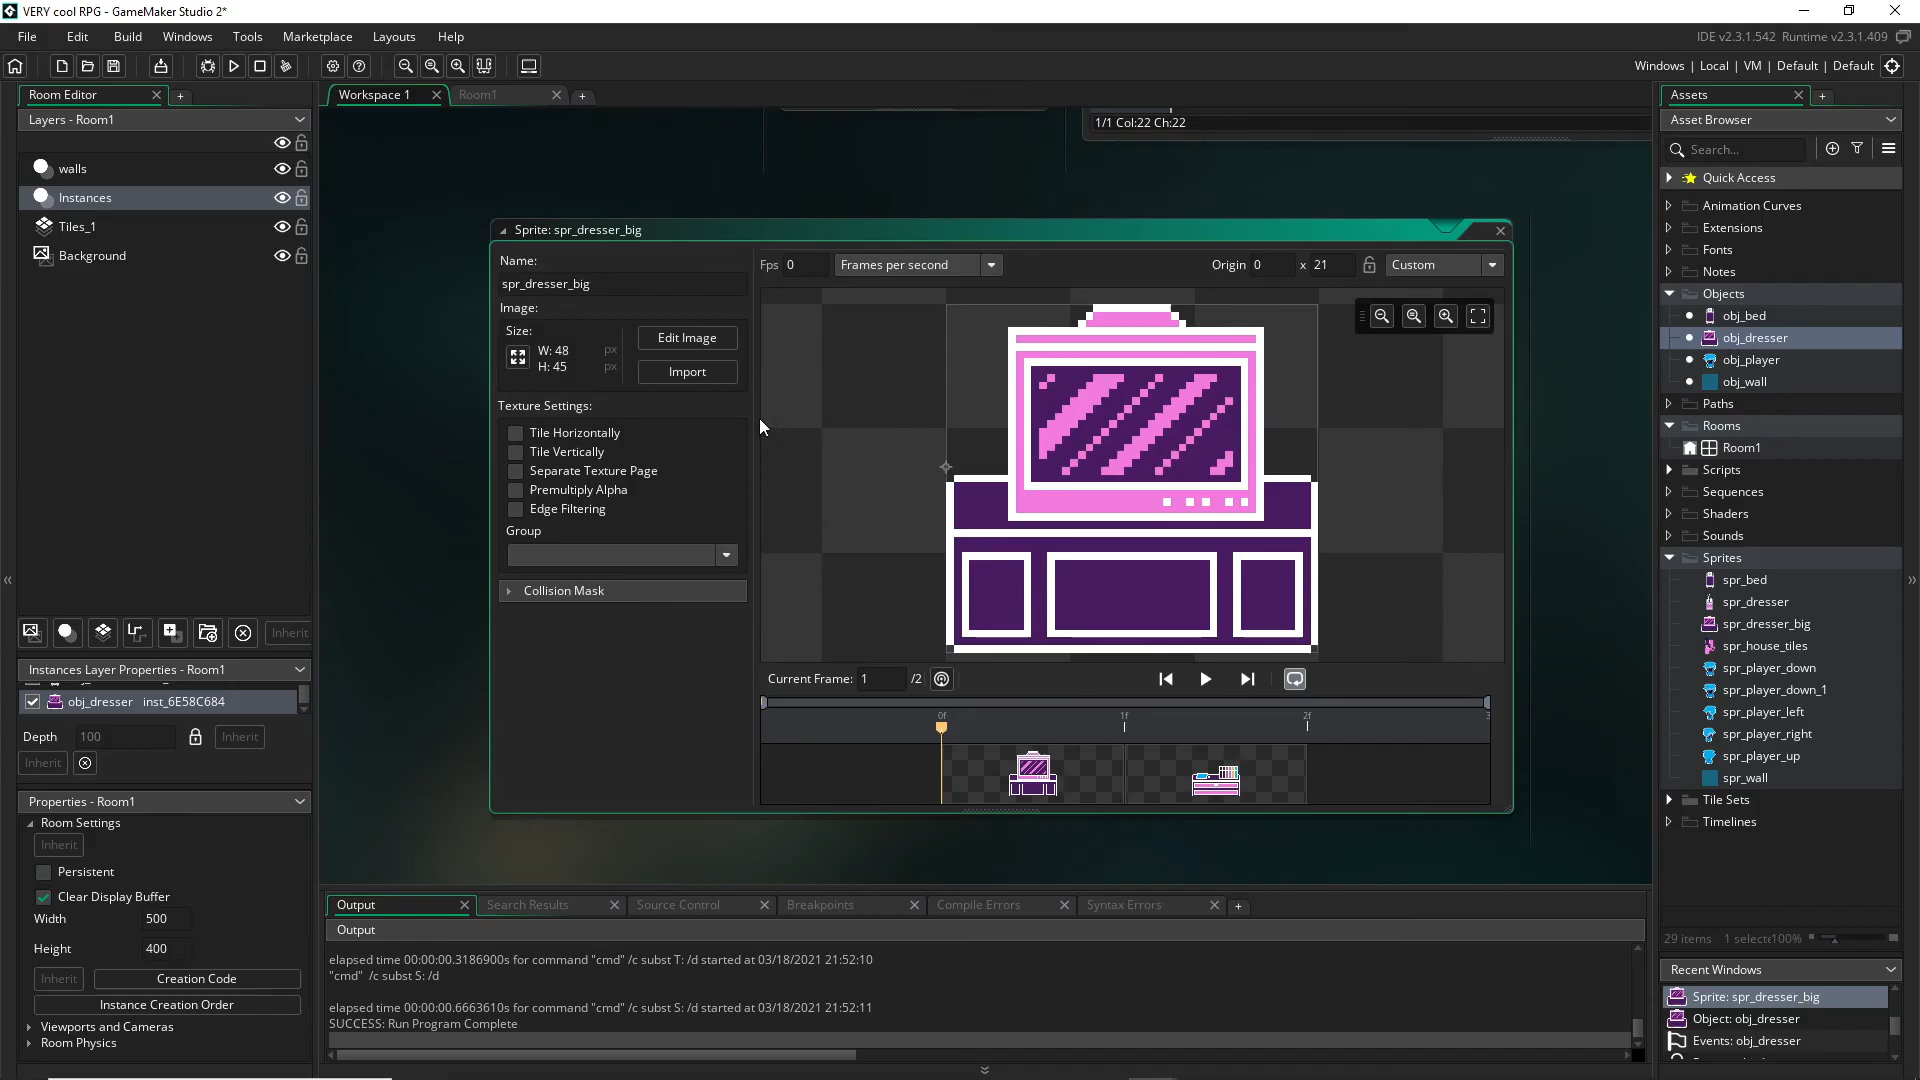 VERY cool RPG - GameMaker Studio 2*
File Edit Build Windows Tools Marketplace Layouts Help
IDE v2.3.1.542 Runtime v2.3.1.409
Windows | Local | VM | Default | Default
Room Editor
Layers - Room1
walls
Instances
Tiles_1
Background
Inherit
Instances Layer Properties - Room1
obj_dresser inst_6E58C684
Depth 100 Inherit
Inherit
Properties - Room1
Room Settings
Inherit
Persistent
Clear Display Buffer
Width 500
Height 400
Inherit Creation Code
Instance Creation Order
Viewports and Cameras
Room Physics
Workspace 1 Room1
1/1 Col:22 Ch:22
Sprite: spr_dresser_big
Name:
spr_dresser_big
Image:
Size:
W: 48 px
H: 45 px
Edit Image
Import
Texture Settings:
Tile Horizontally
Tile Vertically
Separate Texture Page
Premultiply Alpha
Edge Filtering
Group
Collision Mask
Fps 0 Frames per second Origin 0 x 21 Custom
Current Frame: 1 /2
0f 1f 2f 3
Output Search Results Source Control Breakpoints Compile Errors Syntax Errors
Output
elapsed time 00:00:00.3186900s for command "cmd" /c subst T: /d started at 03/18/2021 21:52:10
"cmd" /c subst S: /d
elapsed time 00:00:00.6663610s for command "cmd" /c subst S: /d started at 03/18/2021 21:52:11
SUCCESS: Run Program Complete
Assets
Asset Browser
Search...
Quick Access
Animation Curves
Extensions
Fonts
Notes
Objects
obj_bed
obj_dresser
obj_player
obj_wall
Paths
Rooms
Room1
Scripts
Sequences
Shaders
Sounds
Sprites
spr_bed
spr_dresser
spr_dresser_big
spr_house_tiles
spr_player_down
spr_player_down_1
spr_player_left
spr_player_right
spr_player_up
spr_wall
Tile Sets
Timelines
29 items 1 selecte100%
Recent Windows
Sprite: spr_dresser_big
Object: obj_dresser
Events: obj_dresser